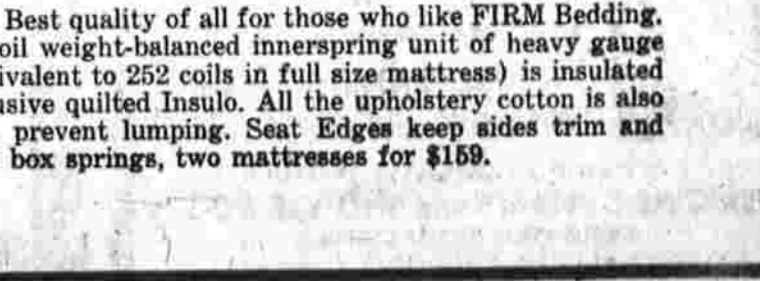 Best quality of all for those who like FIRM Bedding.
oil weight-balanced innerspring unit of heavy gauge
ivalent to 252 coils in full size mattress) is insulated
usive quilted Insulo. All the upholstery cotton is also
prevent lumping. Seat Edges keep sides trim and
box springs, two mattresses for $159.